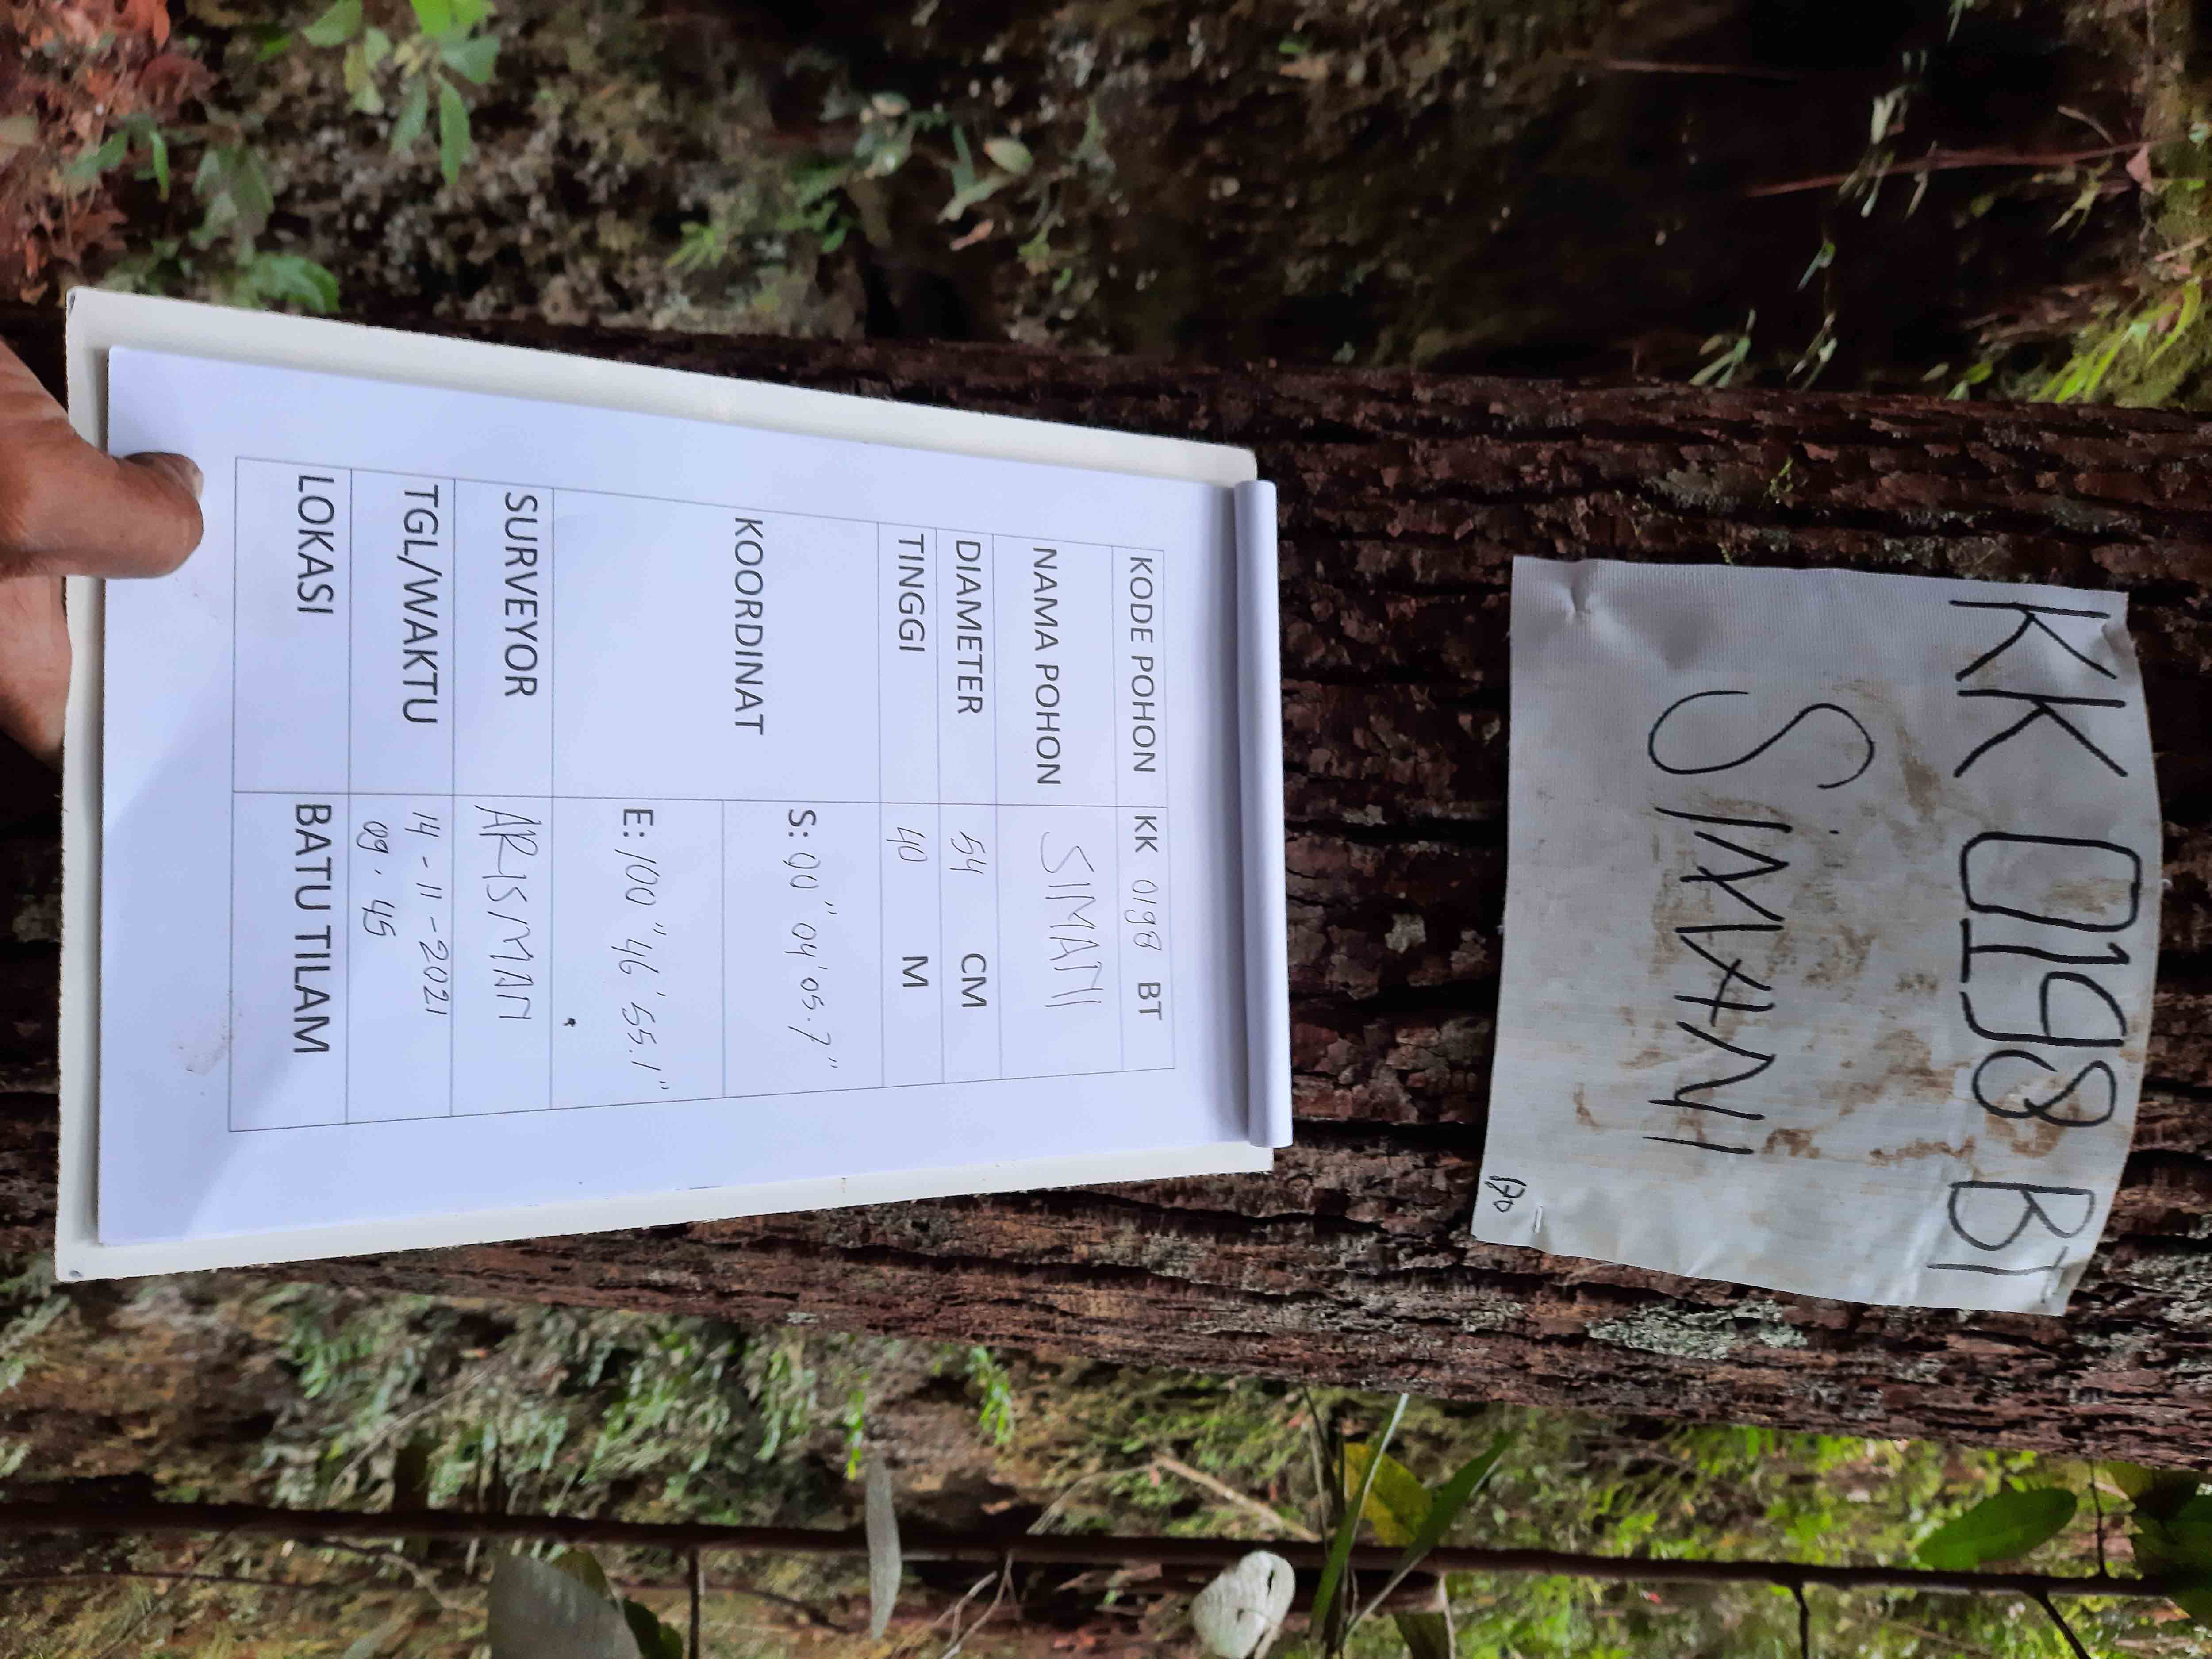 KK 0198 BT
SIMANI
KODE POHON KK 0198 BT
NAMA POHON SIMANI
DIAMETER 54 CM
TINGGI 40 M
KOORDINAT S: 00" 04' 05.7"
E: 100" 46' 55.1"
SURVEYOR ARISMAN
TGL/WAKTU 14-11-2021
09.45
LOKASI BATU TILAM